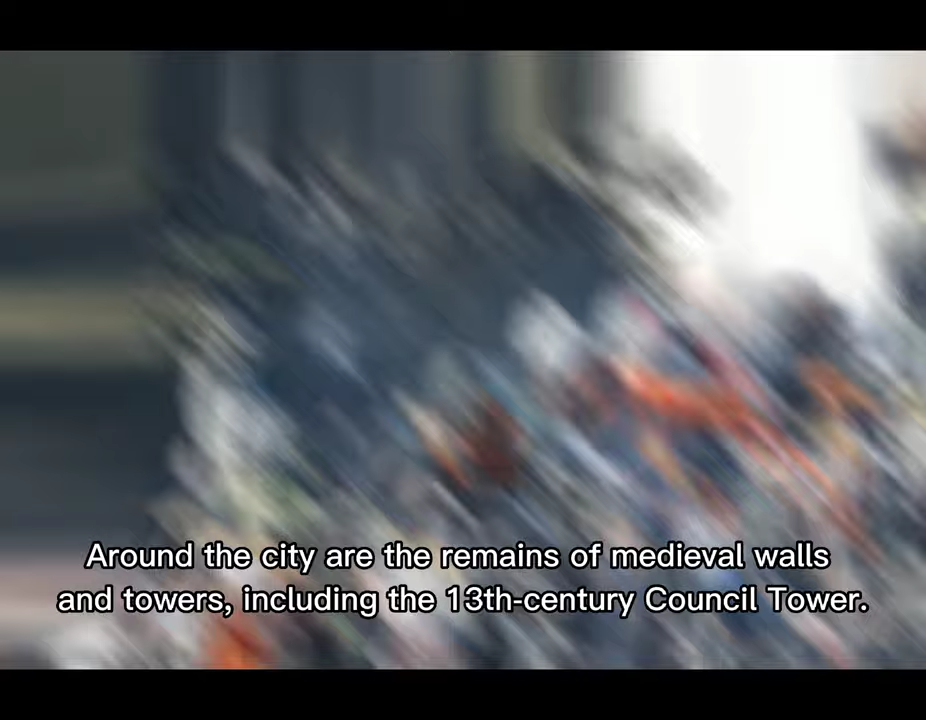 Around the city are the remains of medieval walls
and towers, including the 13th-century Council Tower.